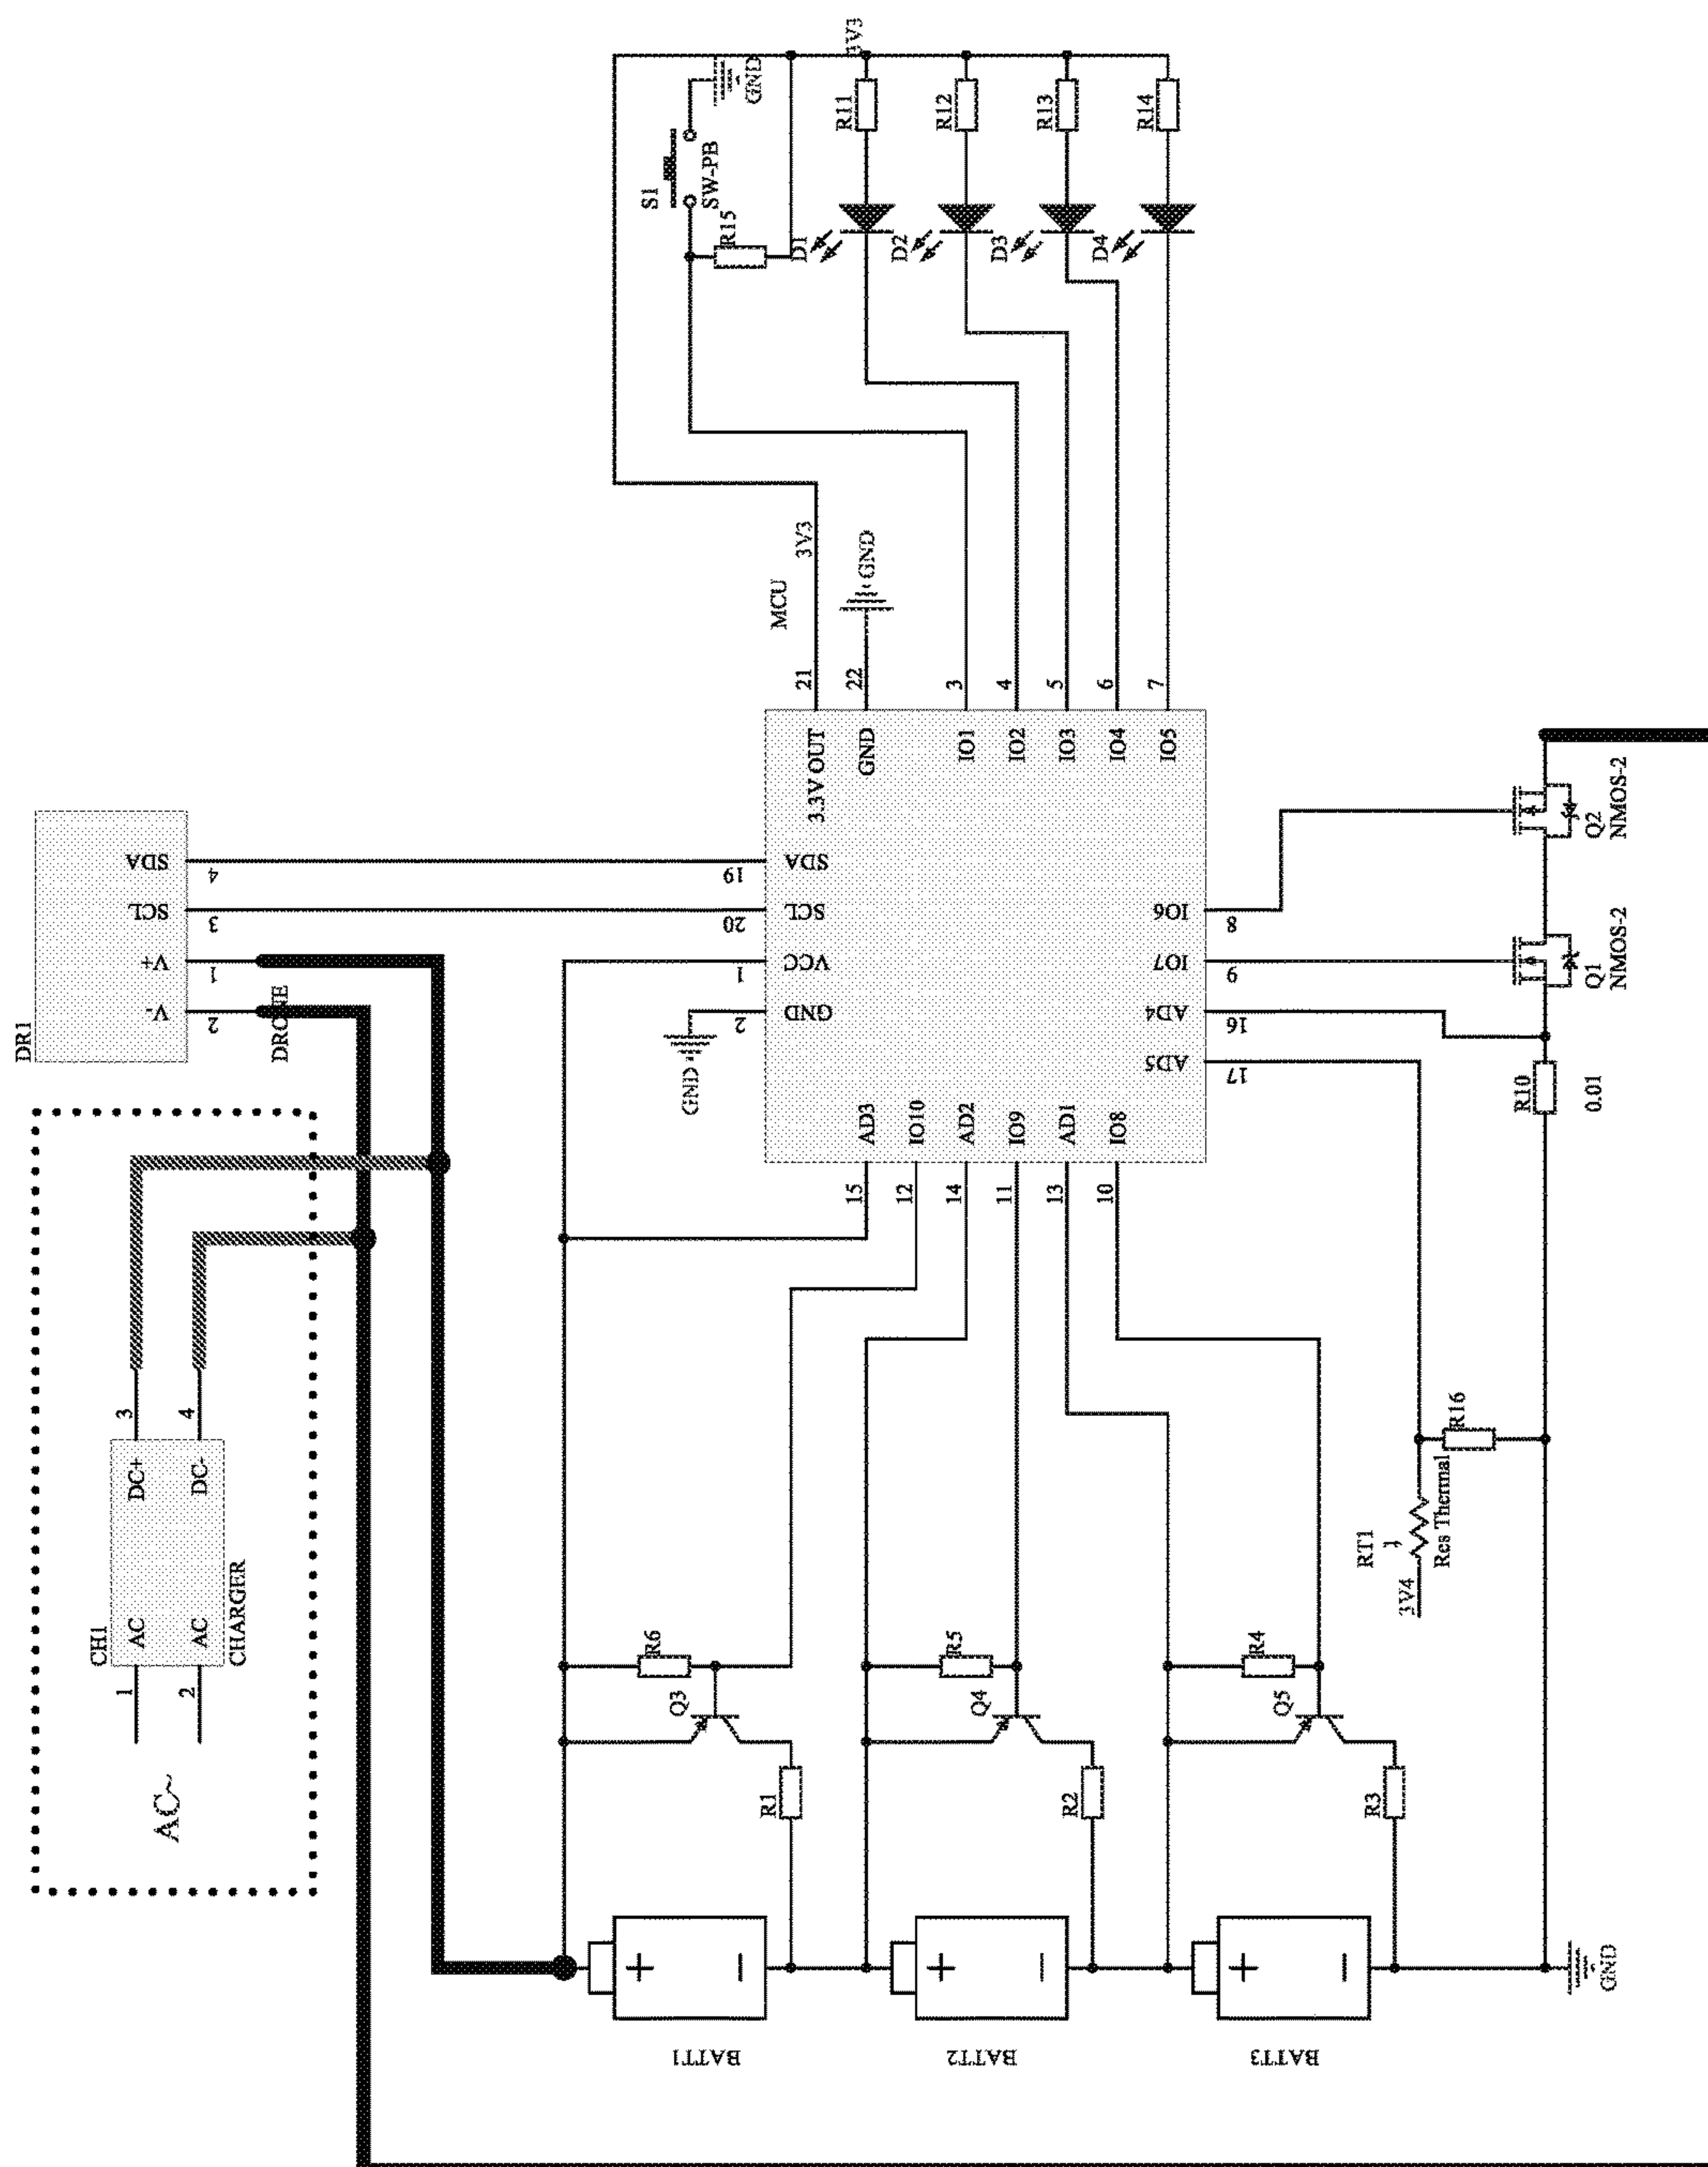 DR1
V-
V+
SCL
SDA
2
1
3
4
DRONE
CH1
AC
AC
DC+
DC-
1
2
3
4
CHARGER
AC~
S1
SW-PB
GND
3V3
R15
R11
R12
R13
R14
D1
D2
D3
D4
3V3
MCU
GND
21
22
3
4
5
6
7
3.3V OUT
GND
IO1
IO2
IO3
IO4
IO5
19
20
1
2
SDA
SCL
VCC
GND
GND
IO6
IO7
AD4
AD5
8
9
16
17
AD3
IO10
AD2
IO9
AD1
IO8
15
12
14
11
13
10
Q2
NMOS-2
Q1
NMOS-2
R10
0.01
R16
RT1
Res Thermal
3V4
R6
R5
R4
Q3
Q4
Q5
R1
R2
R3
+
-
+
-
+
-
BATT1
BATT2
BATT3
GND